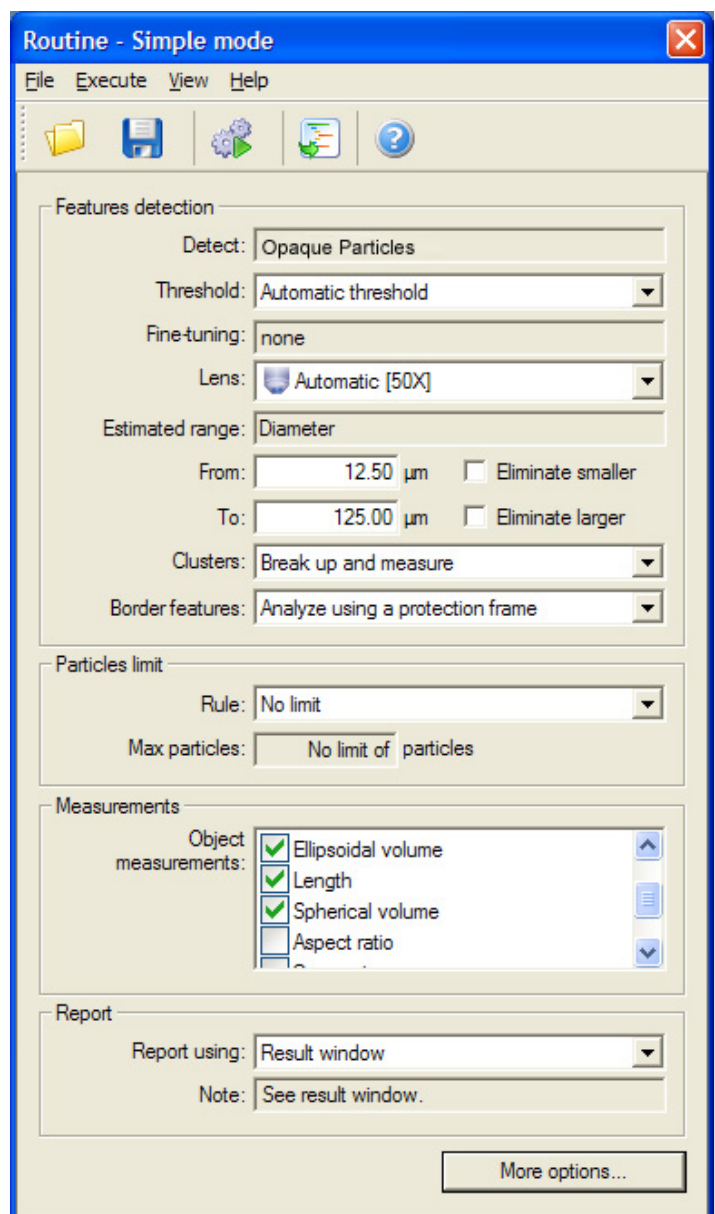 Routine - Simple mode
File Execute View Help
Features detection
Detect: Opaque Particles
Threshold: Automatic threshold
Fine-tuning: none
Lens: Automatic [50X]
Estimated range: Diameter
From: 12.50 µm Eliminate smaller
To: 125.00 µm Eliminate larger
Clusters: Break up and measure
Border features: Analyze using a protection frame
Particles limit
Rule: No limit
Max particles: No limit of particles
Measurements
Object measurements:
Ellipsoidal volume
Length
Spherical volume
Aspect ratio
Report
Report using: Result window
Note: See result window.
More options...